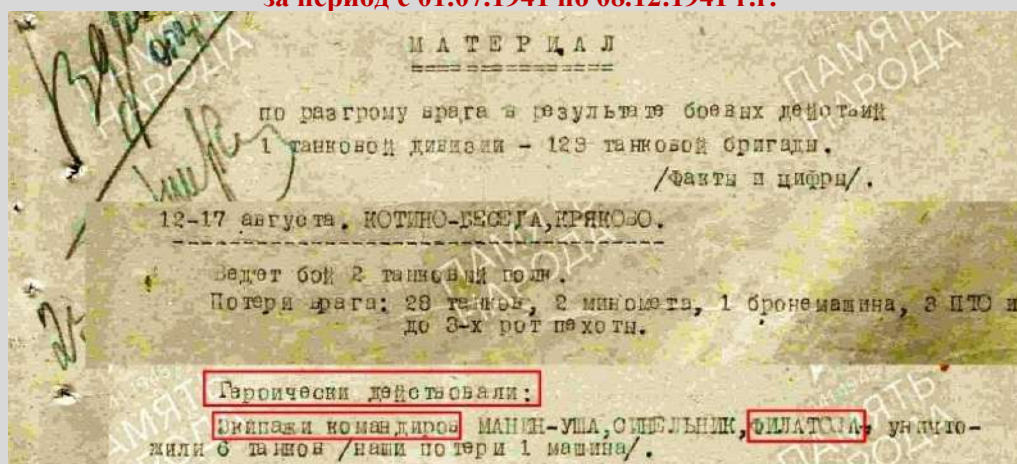 за период с 01.07.1941 по 08.12.1941 г.г.
МАТЕРИАЛ
по разгрому врага в результате боевых действий
1 танковой дивизии - 123 танковой бригады.
/Факты и цифры/.
12-17 августа. КОТИНО-БЕСЕДА, КРЯКОВО.
Ведет бой 2 танковый полк.
Потери врага: 28 танков, 2 миномета, 1 бронемашина, 3 ПТО и
до 3-х рот пехоты.
Героически действовали:
Экипажи командиров МАНИН-УША, СИНЕЛЬНИК, ФИЛАТОВА, уничто-
жили 6 танков /наши потери 1 машина/.
ПАМЯТЬ НАРОДА